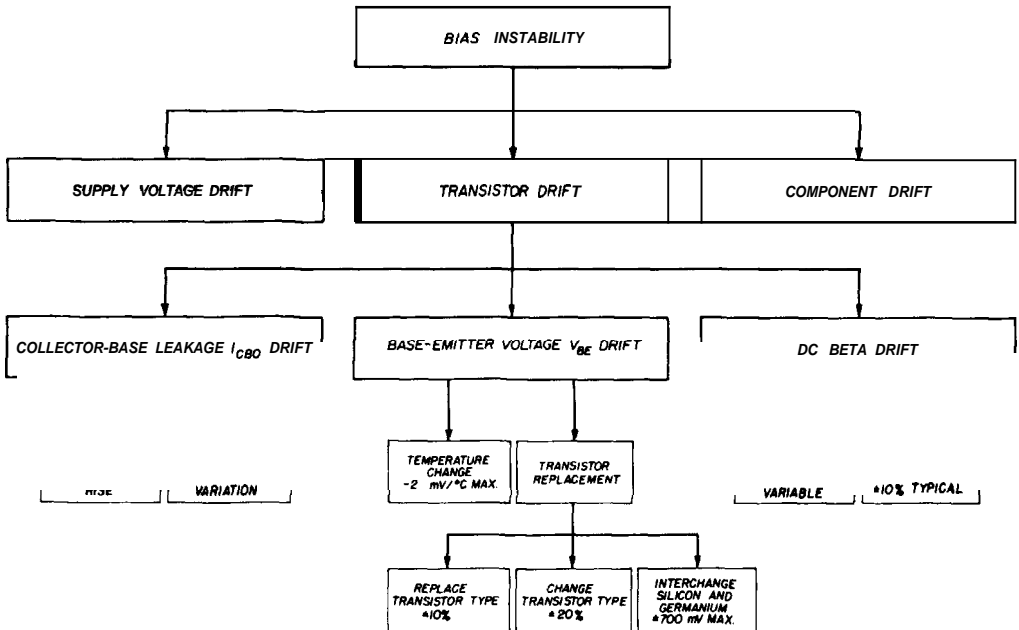 BIAS INSTABILITY
SUPPLY VOLTAGE DRIFT
TRANSISTOR DRIFT
COMPONENT DRIFT
COLLECTOR-BASE LEAKAGE I_CBO DRIFT
BASE-EMITTER VOLTAGE V_BE DRIFT
DC BETA DRIFT
TEMPERATURE
CHANGE
-2 mV/°C MAX.
TRANSISTOR
REPLACEMENT
VARIATION
VARIABLE
±10% TYPICAL
REPLACE
TRANSISTOR TYPE
±10%
CHANGE
TRANSISTOR TYPE
±20%
INTERCHANGE
SILICON AND
GERMANIUM
±700 mV MAX.